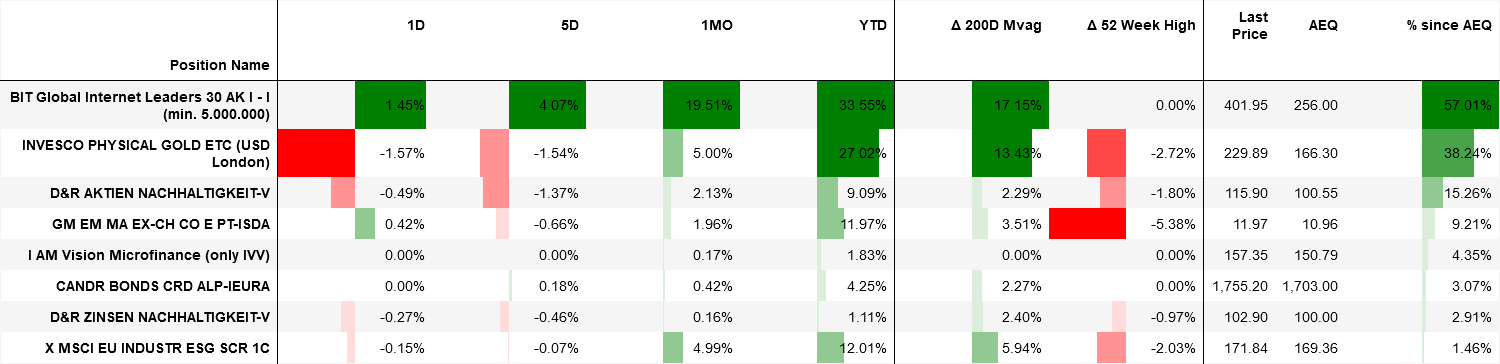 Position Name 1D 5D 1MO YTD Δ 200D Mvag Δ 52 Week High Last Price AEQ % since AEQ
BIT Global Internet Leaders 30 AK I - I (min. 5.000.000) 1.45% 4.07% 19.51% 33.55% 17.15% 0.00% 401.95 256.00 57.01%
INVESCO PHYSICAL GOLD ETC (USD London) -1.57% -1.54% 5.00% 27.02% 13.43% -2.72% 229.89 166.30 38.24%
D&R AKTIEN NACHHALTIGKEIT-V -0.49% -1.37% 2.13% 9.09% 2.29% -1.80% 115.90 100.55 15.26%
GM EM MA EX-CH CO E PT-ISDA 0.42% -0.66% 1.96% 11.97% 3.51% -5.38% 11.97 10.96 9.21%
I AM Vision Microfinance (only IVV) 0.00% 0.00% 0.17% 1.83% 0.00% 0.00% 157.35 150.79 4.35%
CANDR BONDS CRD ALP-IEURA 0.00% 0.18% 0.42% 4.25% 2.27% 0.00% 1,755.20 1,703.00 3.07%
D&R ZINSEN NACHHALTIGKEIT-V -0.27% -0.46% 0.16% 1.11% 2.40% -0.97% 102.90 100.00 2.91%
X MSCI EU INDUSTR ESG SCR 1C -0.15% -0.07% 4.99% 12.01% 5.94% -2.03% 171.84 169.36 1.46%